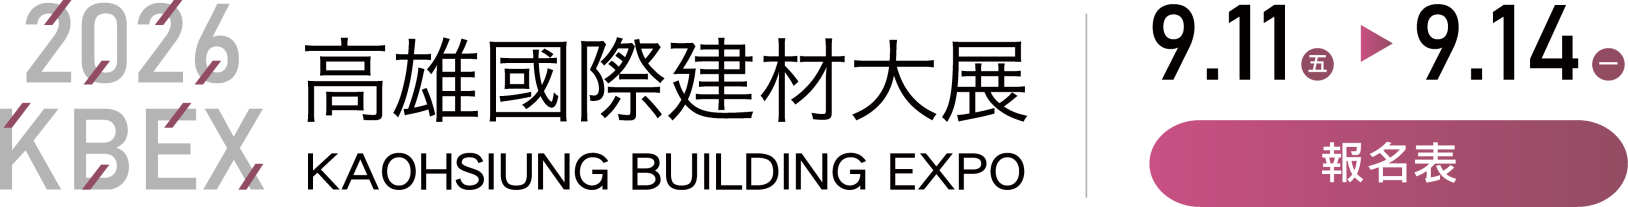 2026
KBEX
高雄國際建材大展
KAOHSIUNG BUILDING EXPO
9.11 五 ▶ 9.14 一
報名表